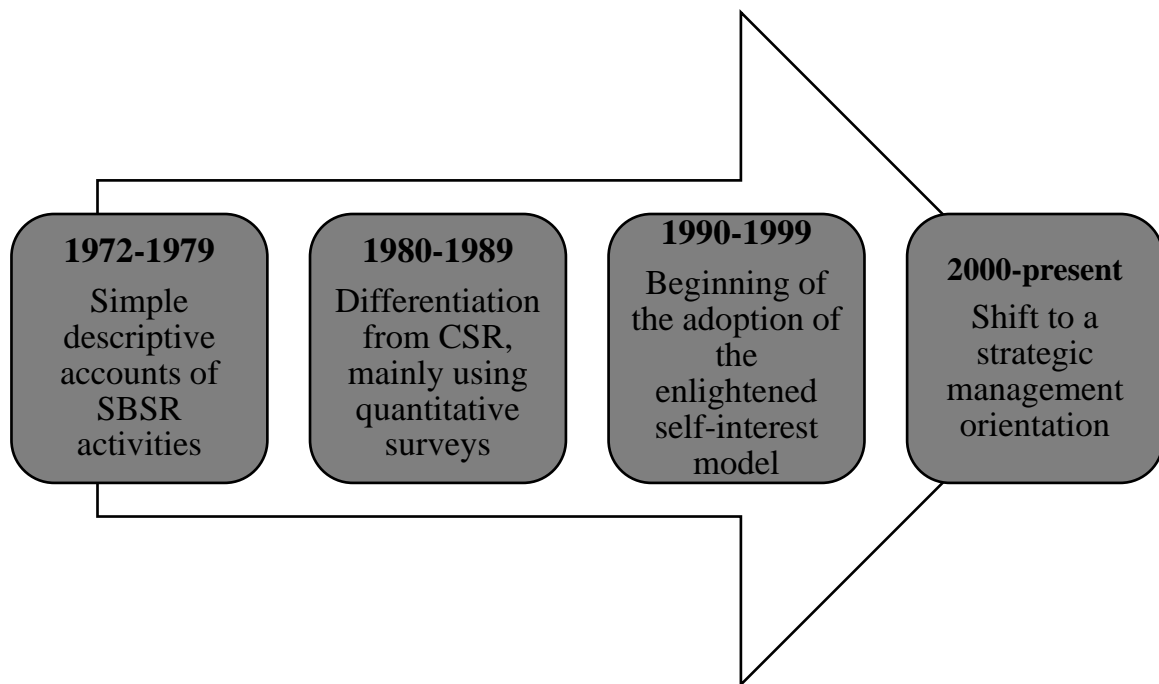 1972-1979
Simple
descriptive
accounts of
SBSR
activities
1980-1989
Differentiation
from CSR,
mainly using
quantitative
surveys
1990-1999
Beginning of
the adoption of
the
enlightened
self-interest
model
2000-present
Shift to a
strategic
management
orientation